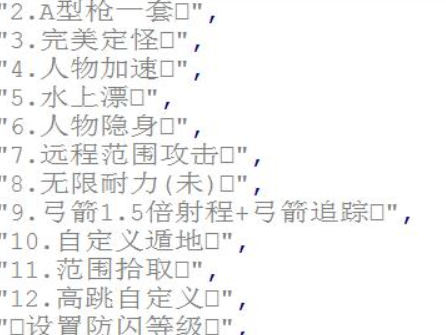 "2.A型枪一套□",
"3.完美定怪□",
"4.人物加速□",
"5.水上漂□",
"6.人物隐身□",
"7.远程范围攻击□",
"8.无限耐力(未)□",
"9.弓箭1.5倍射程+弓箭追踪□",
"10.自定义遁地□",
"11.范围拾取□",
"12.高跳自定义□",
"□设置防闪等级□",